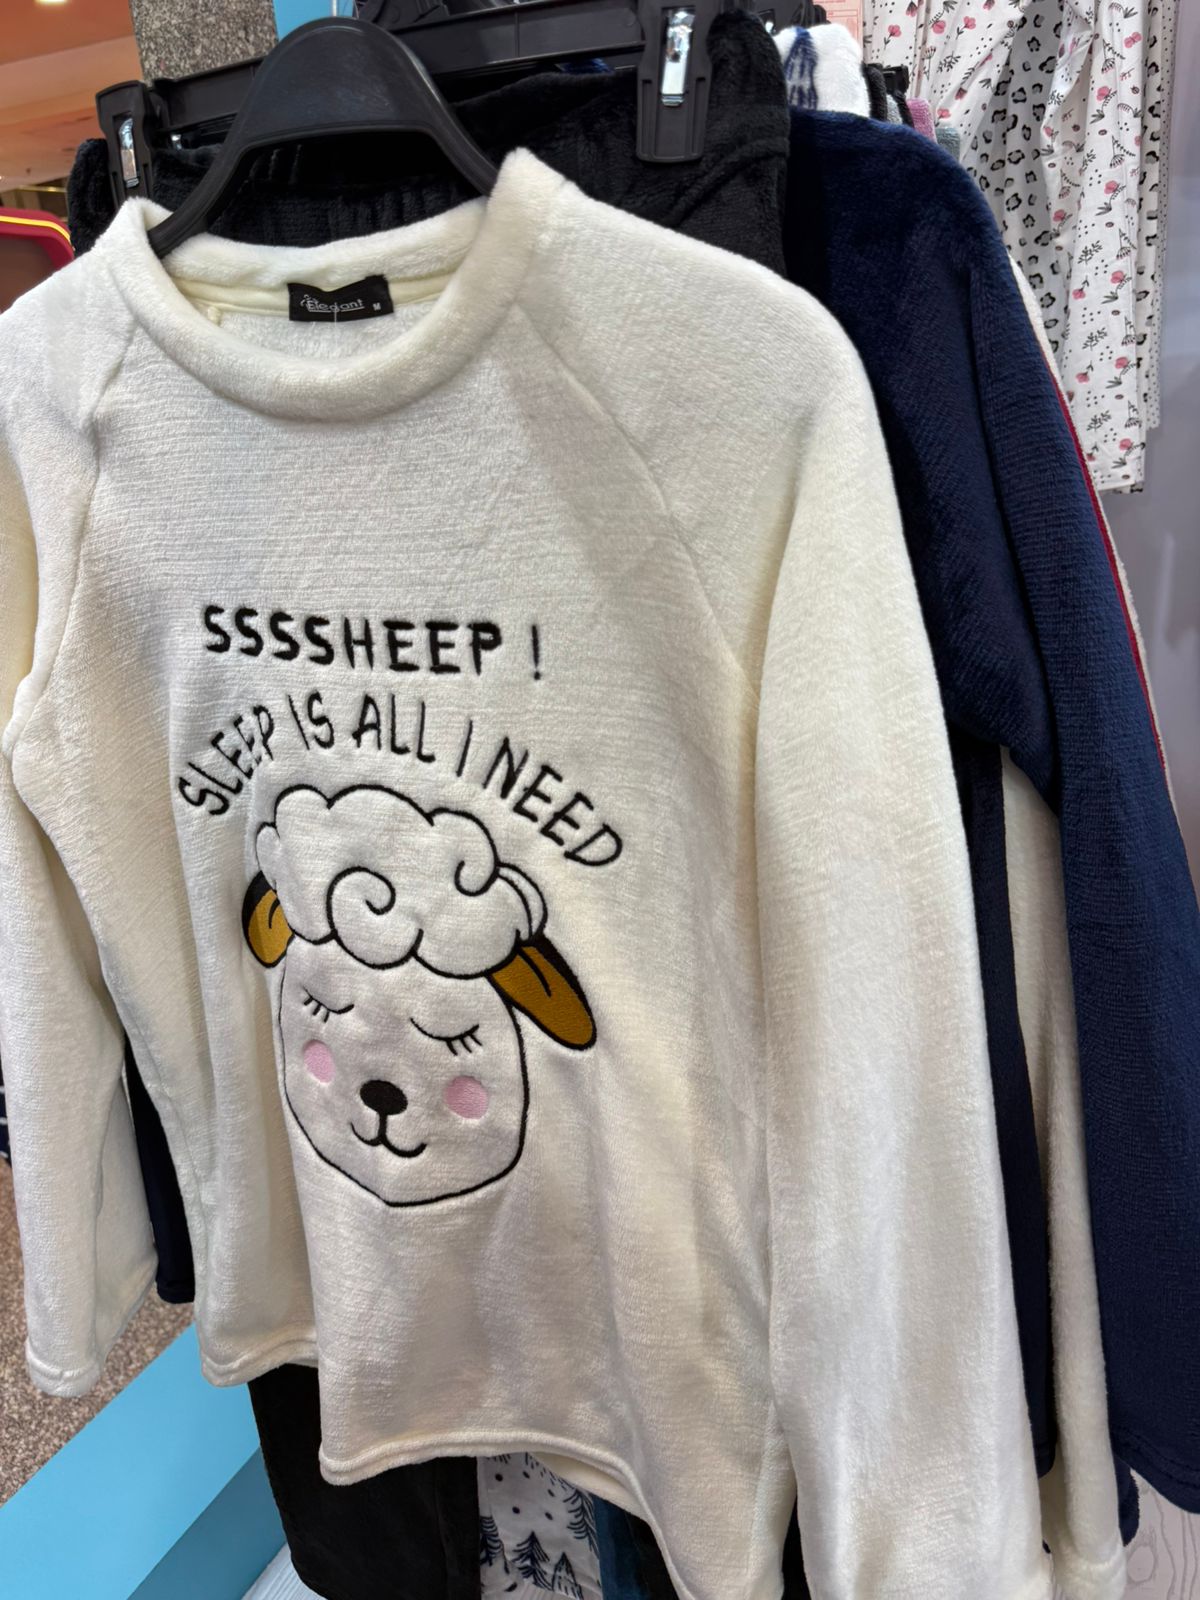 Elegant M
SSSSHEEP !
SLEEP IS ALL I NEED